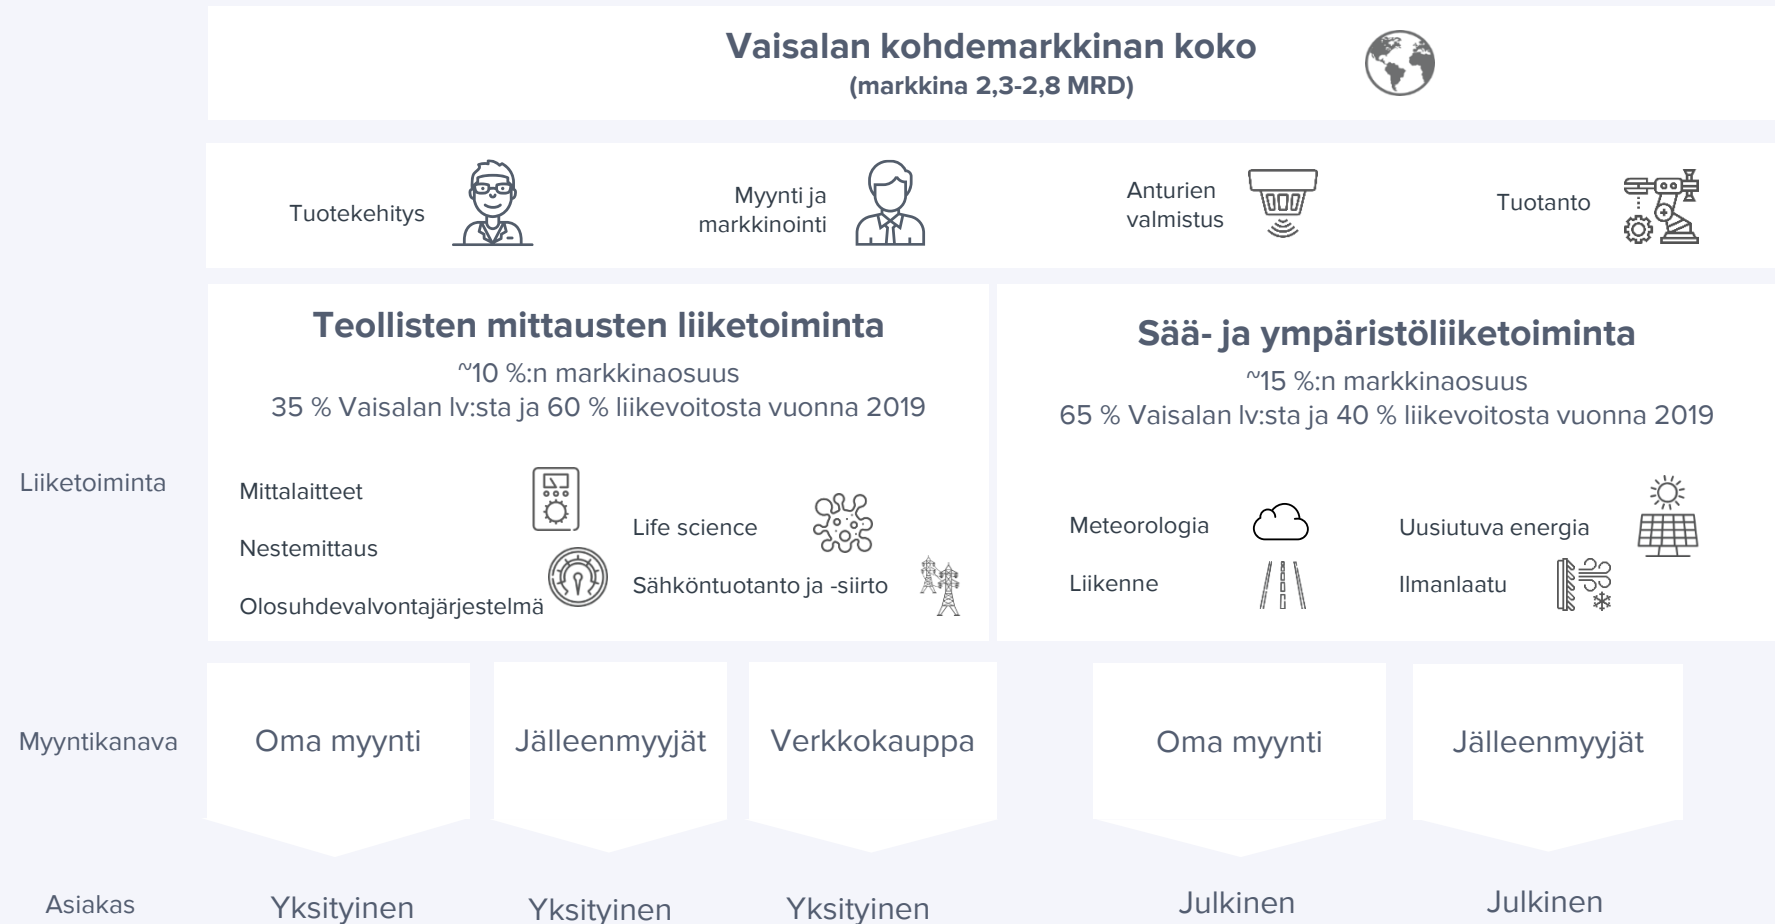 Vaisalan kohdemarkkinan koko
(markkina 2,3-2,8 MRD)
Tuotekehitys
Myynti ja
markkinointi
Anturien
valmistus
Tuotanto
Teollisten mittausten liiketoiminta
~10 %:n markkinaosuus
35 % Vaisalan lv:sta ja 60 % liikevoitosta vuonna 2019
Sää- ja ympäristöliiketoiminta
~15 %:n markkinaosuus
65 % Vaisalan lv:sta ja 40 % liikevoitosta vuonna 2019
Liiketoiminta
Mittalaitteet
Nestemittaus
Olosuhdevalvontajärjestelmä
Life science
Sähköntuotanto ja -siirto
Meteorologia
Liikenne
Uusiutuva energia
Ilmanlaatu
Myyntikanava
Oma myynti
Jälleenmyyjät
Verkkokauppa
Oma myynti
Jälleenmyyjät
Asiakas
Yksityinen
Yksityinen
Yksityinen
Julkinen
Julkinen